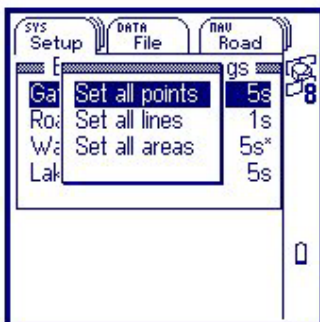 SYS DATA NAV
Setup File Road
E gs
Ga Set all points 5s
Roa Set all lines 1s
Wa Set all areas 5s*
Lak 5s
8